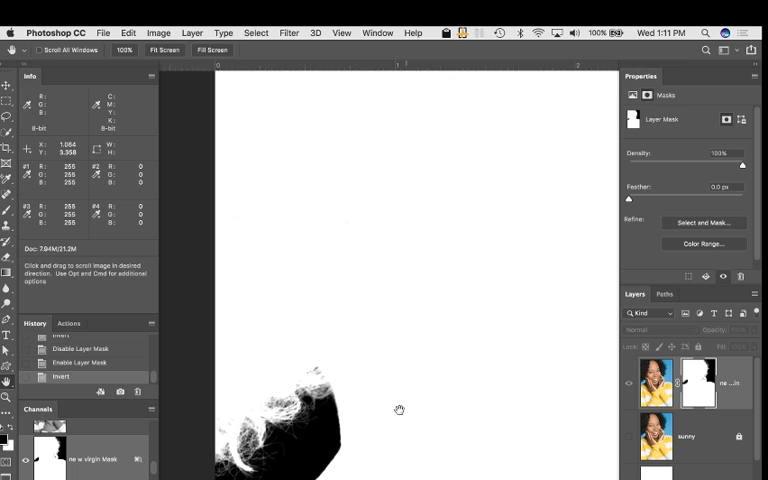 Photoshop CC File Edit Image Layer Type Select Filter 3D View Window Help 100% Wed 1:11 PM
Scroll All Windows 100% Fit Screen Fill Screen
0 1 2
Info
R: C:
G: M:
B: Y:
K:
8-bit 8-bit
X: 1.084 W:
Y: 3.358 H:
#1 R: 255 #2 R: 0
G: 255 G: 0
B: 255 B: 0
#3 R: 255 #4 R: 0
G: 255 G: 0
B: 255 B: 0
Doc: 7.94M/21.2M
Click and drag to scroll image in desired
direction. Use Opt and Cmd for additional
options
History Actions
Invert
Disable Layer Mask
Enable Layer Mask
Invert
Channels
ne w virgin Mask
Properties
Masks
Layer Mask
Density: 100%
Feather: 0.0 px
Refine: Select and Mask...
Color Range...
Layers Paths
Kind
Normal Opacity:
Lock: Fill:
ne ...in
sunny